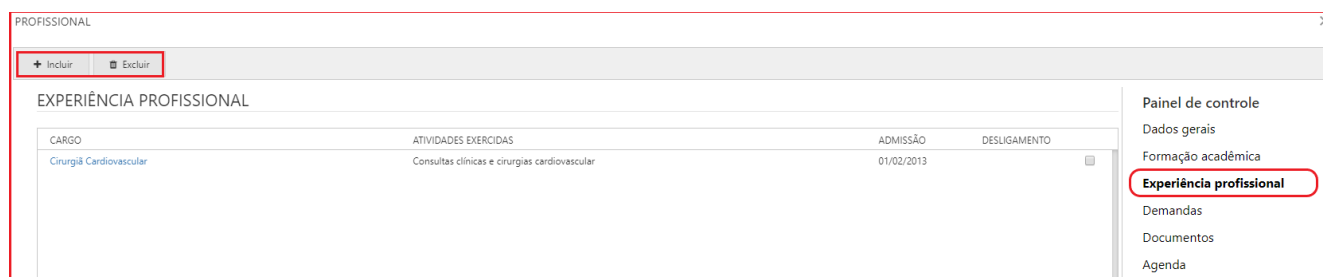 PROFISSIONAL
Incluir Excluir
EXPERIÊNCIA PROFISSIONAL
CARGO ATIVIDADES EXERCIDAS ADMISSÃO DESLIGAMENTO
Cirurgiã Cardiovascular Consultas clínicas e cirurgias cardiovascular 01/02/2013
Painel de controle
Dados gerais
Formação acadêmica
Experiência profissional
Demandas
Documentos
Agenda